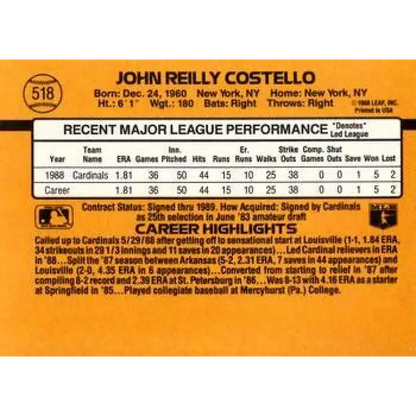 518
JOHN REILLY COSTELLO
Born: Dec. 24, 1960 New York, NY Home: New York, NY
Ht.: 6'1" Wgt.: 180 Bats: Right Throws: Right
©1988 LEAF, INC.
Printed in USA
RECENT MAJOR LEAGUE PERFORMANCE *Denotes* Led League
Year Team Name ERA Games Inn. Pitched Hits Runs Er. Runs Walks Strike Outs Comp. Games Shut Outs Saves Won Lost
1988 Cardinals 1.81 36 50 44 15 10 25 38 0 0 1 5 2
Career 1.81 36 50 44 15 10 25 38 0 0 1 5 2
Contract Status: Signed thru 1989. How Acquired: Signed by Cardinals
as 25th selection in June '83 amateur draft
CAREER HIGHLIGHTS
Called up to Cardinals 5/29/88 after getting off to sensational start at Louisville (1-1, 1.84 ERA,
34 strikeouts in 29 1/3 innings and 11 saves in 20 appearances)...Led Cardinal relievers in ERA
in '88...Split the '87 season between Arkansas (5-2, 2.31 ERA, 7 saves in 44 appearances) and
Louisville (2-0, 4.35 ERA in 6 appearances)...Converted from starting to relief in '87 after
compiling 8-2 record and 2.39 ERA at St. Petersburg in '86...Was 8-13 with 4.16 ERA as a starter
at Springfield in '85...Played collegiate baseball at Mercyhurst (Pa.) College.